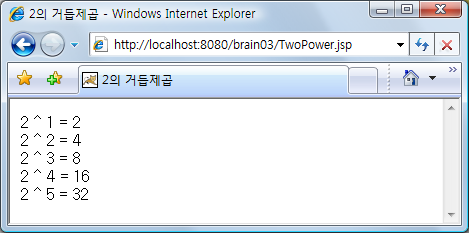 2의 거듭제곱 - Windows Internet Explorer
http://localhost:8080/brain03/TwoPower.jsp
2의 거듭제곱
2 ^ 1 = 2
2 ^ 2 = 4
2 ^ 3 = 8
2 ^ 4 = 16
2 ^ 5 = 32